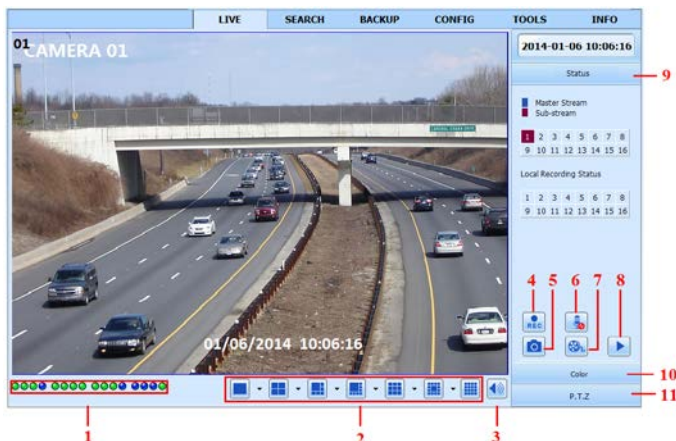 LIVE SEARCH BACKUP CONFIG TOOLS INFO
01
CAMERA 01
2014-01-06 10:06:16
Status
9
Master Stream
Sub-stream
1 2 3 4 5 6 7 8
9 10 11 12 13 14 15 16
Local Recording Status
1 2 3 4 5 6 7 8
9 10 11 12 13 14 15 16
4 5 6 7 8
REC
01/06/2014 10:06:16
Color
10
P.T.Z
11
1 2 3